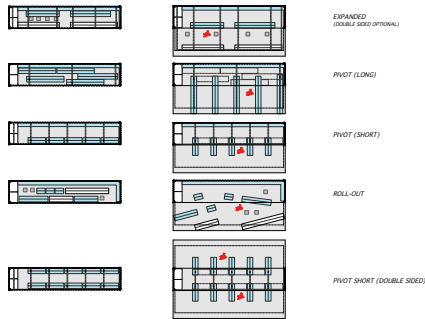 EXPANDED
(DOUBLE SIDED OPTIONAL)
PIVOT (LONG)
PIVOT (SHORT)
ROLL-OUT
PIVOT SHORT (DOUBLE SIDED)